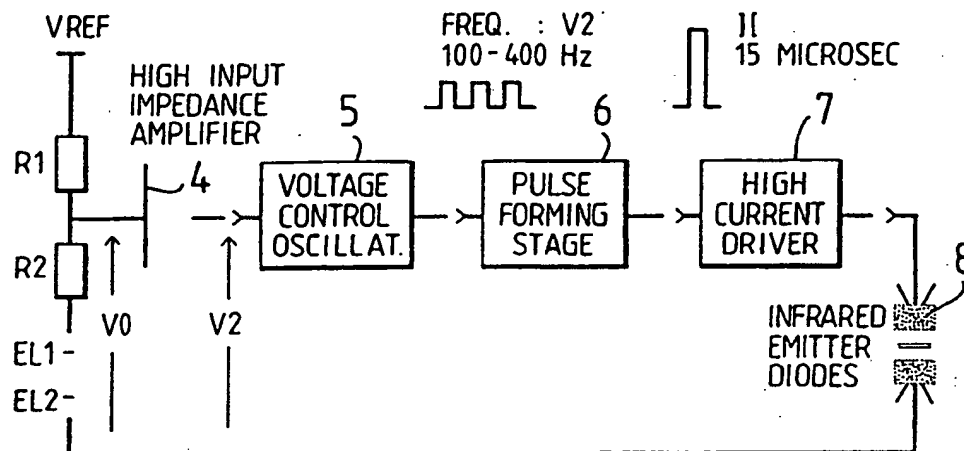 VREF
HIGH INPUT
IMPEDANCE
AMPLIFIER
4
R1
R2
V0
V2
EL1
EL2
5
VOLTAGE
CONTROL
OSCILLAT.
FREQ. : V2
100-400 Hz
6
PULSE
FORMING
STAGE
15 MICROSEC
7
HIGH
CURRENT
DRIVER
8
INFRARED
EMITTER
DIODES